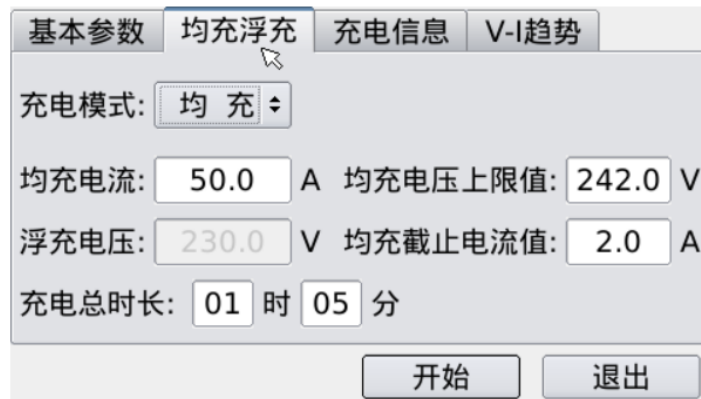 基本参数 均充浮充 充电信息 V-I趋势
充电模式: 均 充
均充电流: 50.0 A 均充电压上限值: 242.0 V
浮充电压: 230.0 V 均充截止电流值: 2.0 A
充电总时长: 01 时 05 分
开始 退出